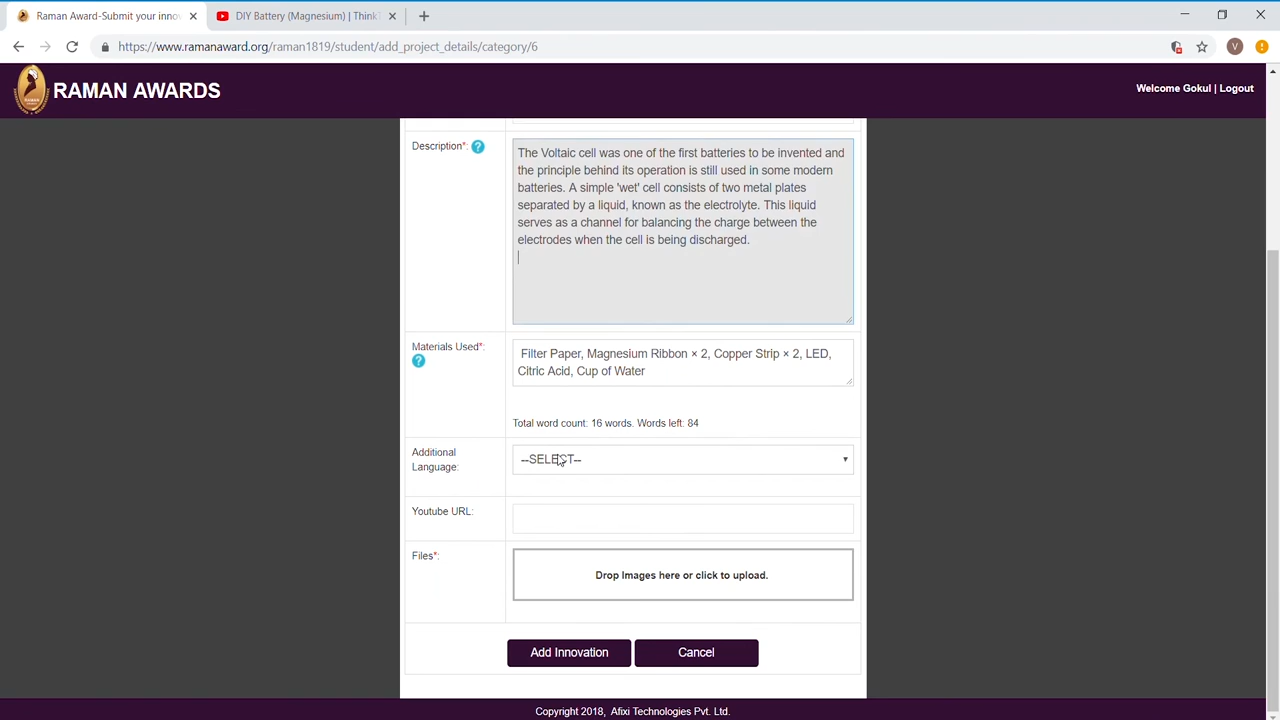 Raman Award-Submit your innov
DIY Battery (Magnesium) | Think
https://www.ramanaward.org/raman1819/student/add_project_details/category/6
V
RAMAN AWARDS
Welcome Gokul | Logout
Description*: ?
The Voltaic cell was one of the first batteries to be invented and
the principle behind its operation is still used in some modern
batteries. A simple 'wet' cell consists of two metal plates
separated by a liquid, known as the electrolyte. This liquid
serves as a channel for balancing the charge between the
electrodes when the cell is being discharged.
Materials Used*:
?
Filter Paper, Magnesium Ribbon × 2, Copper Strip × 2, LED,
Citric Acid, Cup of Water
Total word count: 16 words. Words left: 84
Additional
Language:
--SELECT--
Youtube URL:
Files*:
Drop Images here or click to upload.
Add Innovation
Cancel
Copyright 2018, Afixi Technologies Pvt. Ltd.